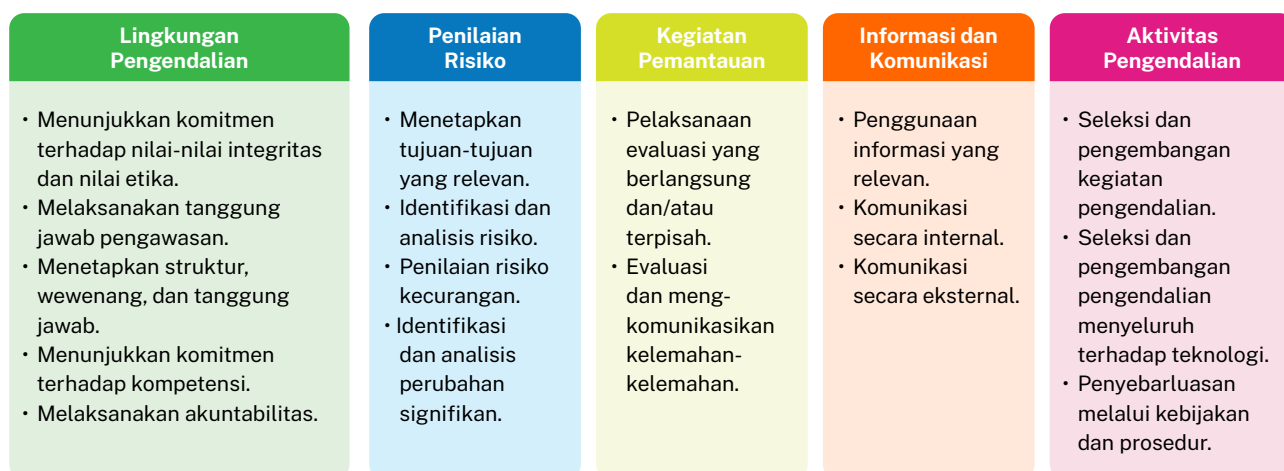 Lingkungan
Pengendalian
• Menunjukkan komitmen
terhadap nilai-nilai integritas
dan nilai etika.
• Melaksanakan tanggung
jawab pengawasan.
• Menetapkan struktur,
wewenang, dan tanggung
jawab.
• Menunjukkan komitmen
terhadap kompetensi.
• Melaksanakan akuntabilitas.
Penilaian
Risiko
• Menetapkan
tujuan-tujuan
yang relevan.
• Identifikasi dan
analisis risiko.
• Penilaian risiko
kecurangan.
• Identifikasi
dan analisis
perubahan
signifikan.
Kegiatan
Pemantauan
• Pelaksanaan
evaluasi yang
berlangsung
dan/atau
terpisah.
• Evaluasi
dan meng-
komunikasikan
kelemahan-
kelemahan.
Informasi dan
Komunikasi
• Penggunaan
informasi yang
relevan.
• Komunikasi
secara internal.
• Komunikasi
secara eksternal.
Aktivitas
Pengendalian
• Seleksi dan
pengembangan
kegiatan
pengendalian.
• Seleksi dan
pengembangan
pengendalian
menyeluruh
terhadap teknologi.
• Penyebarluasan
melalui kebijakan
dan prosedur.